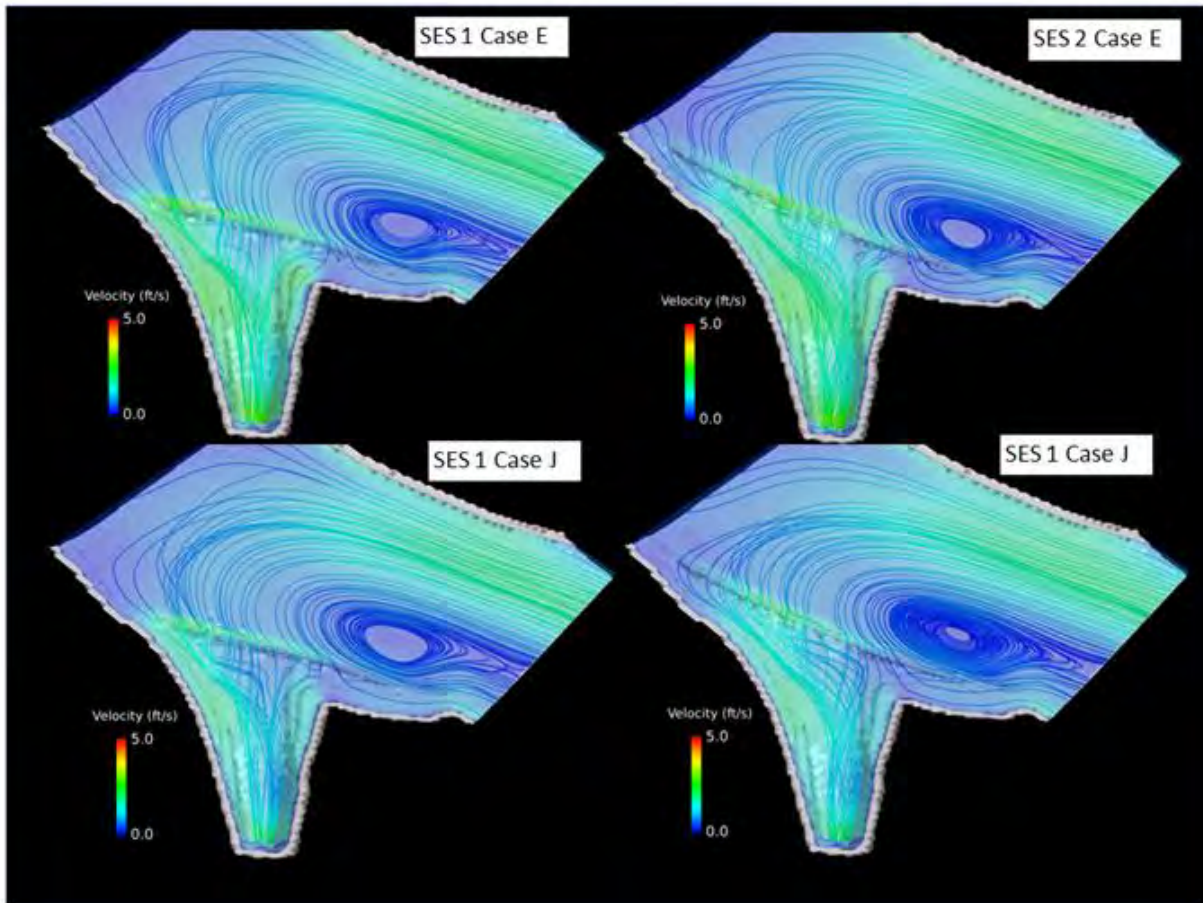 SES 1 Case E
SES 2 Case E
Velocity (ft/s)
5.0
0.0
Velocity (ft/s)
5.0
0.0
SES 1 Case J
SES 1 Case J
Velocity (ft/s)
5.0
0.0
Velocity (ft/s)
5.0
0.0